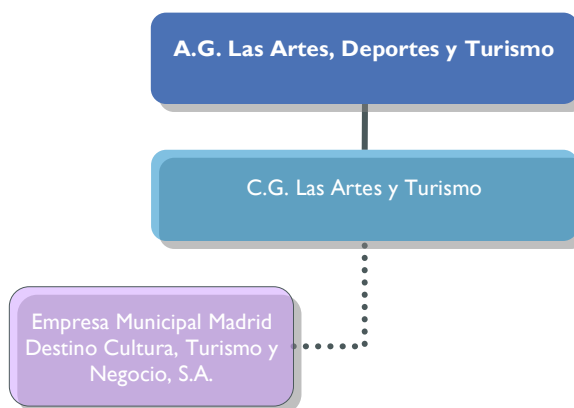 A.G. Las Artes, Deportes y Turismo
C.G. Las Artes y Turismo
Empresa Municipal Madrid
Destino Cultura, Turismo y
Negocio, S.A.